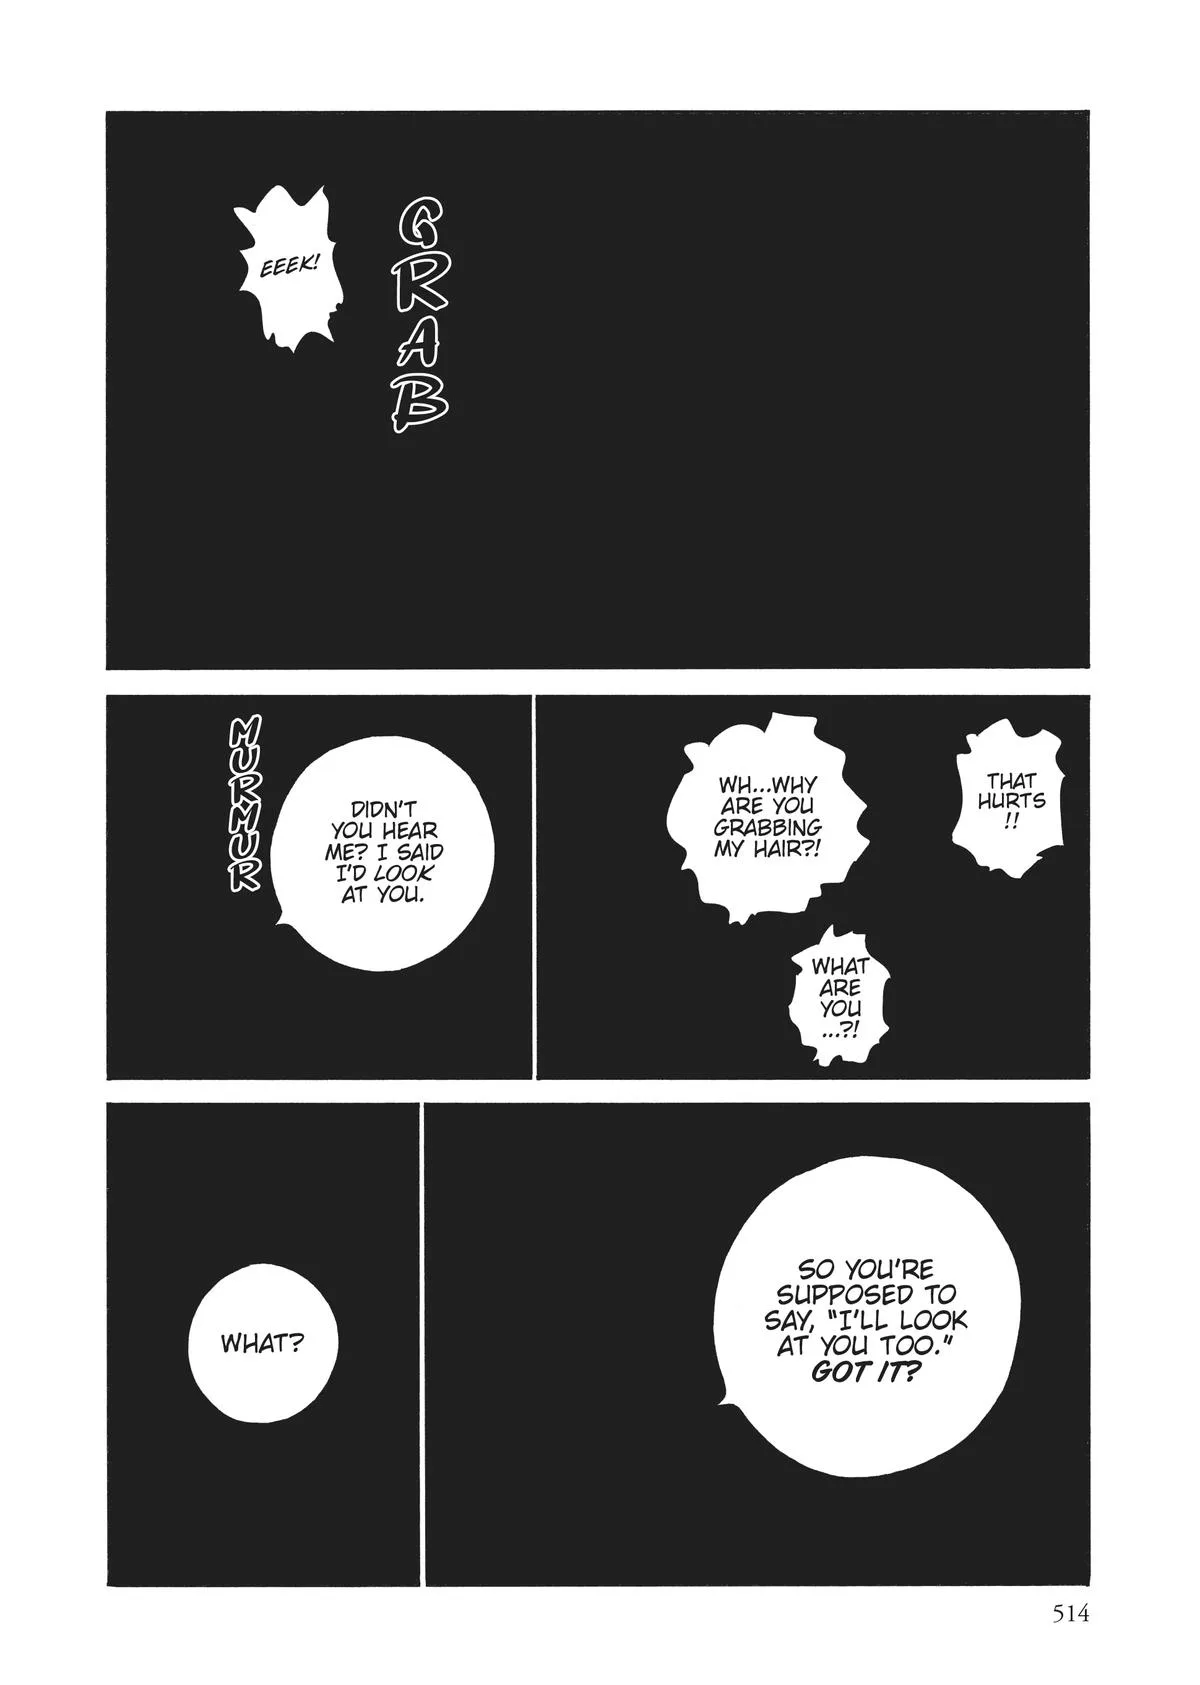 GRAB
EEEK!
THAT
HURTS
!!
WH...WHY
ARE YOU
GRABBING
MY HAIR?!
WHAT
ARE
YOU
...?!
DIDN'T
YOU HEAR
ME? I SAID
I'D LOOK
AT YOU.
MURMUR
SO YOU'RE
SUPPOSED TO
SAY, "I'LL LOOK
AT YOU TOO."
GOT IT?
WHAT?
514